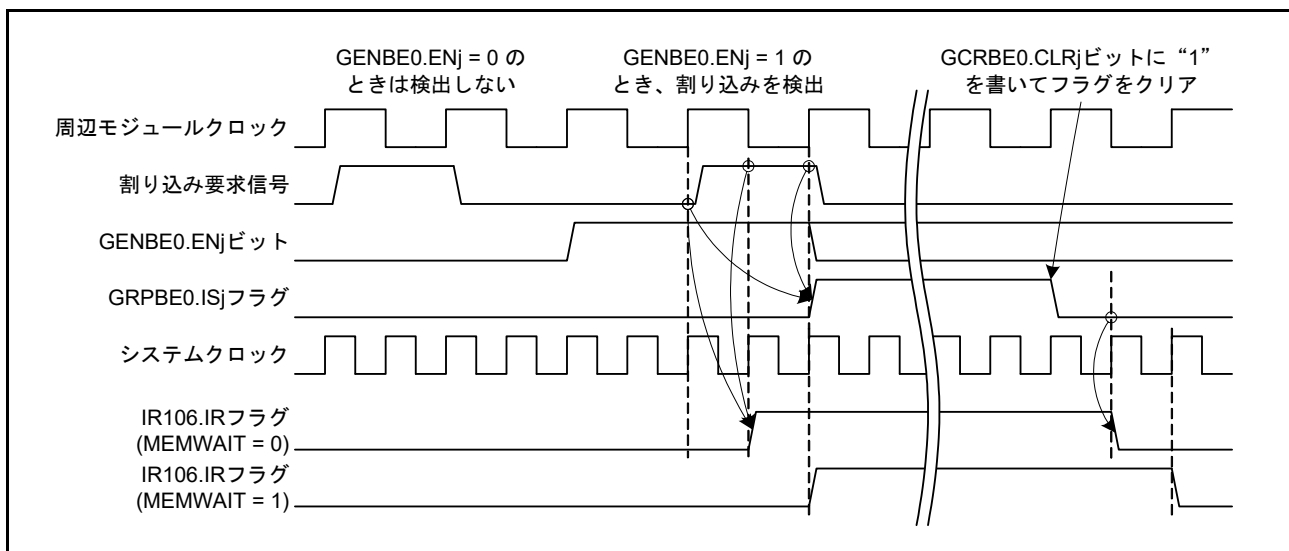 GENBE0.ENj = 0 の
ときは検出しない
GENBE0.ENj = 1 の
とき、割り込みを検出
GCRBE0.CLRjビットに“1”
を書いてフラグをクリア
周辺モジュールクロック
割り込み要求信号
GENBE0.ENjビット
GRPBE0.ISjフラグ
システムクロック
IR106.IRフラグ
(MEMWAIT = 0)
IR106.IRフラグ
(MEMWAIT = 1)